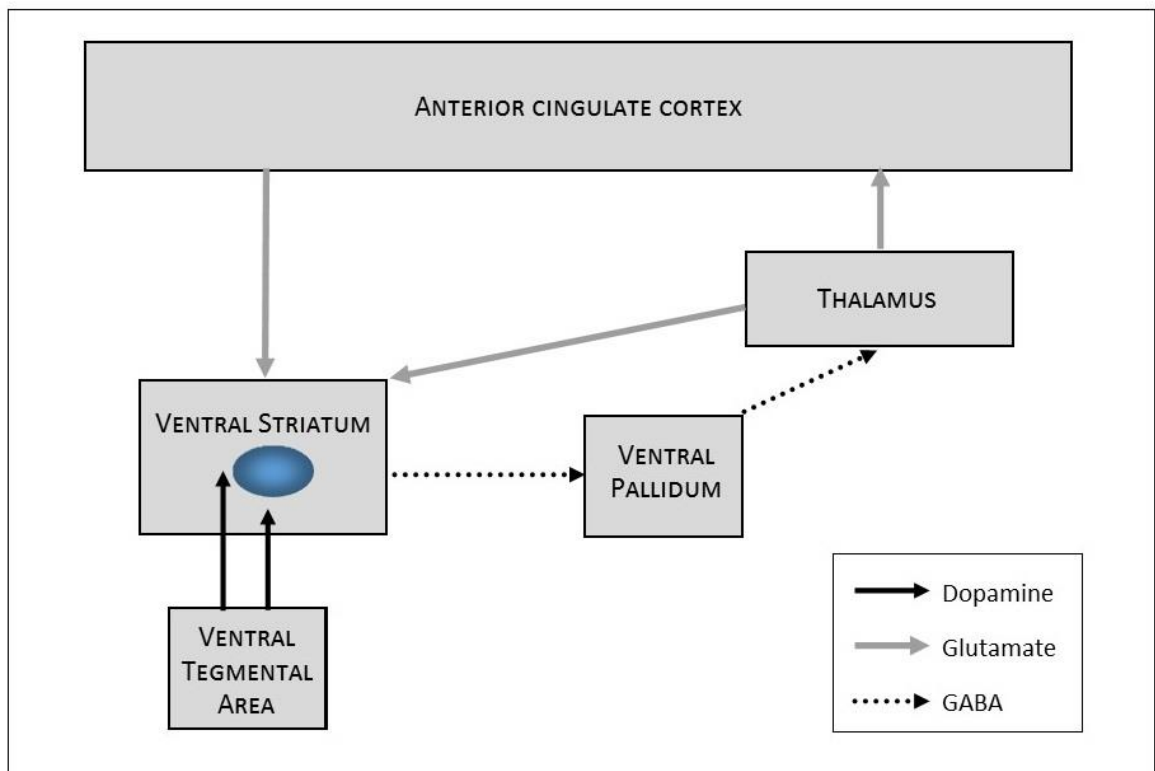 ANTERIOR CINGULATE CORTEX
THALAMUS
VENTRAL STRIATUM
VENTRAL
PALLIDUM
VENTRAL
TEGMENTAL
AREA
Dopamine
Glutamate
GABA